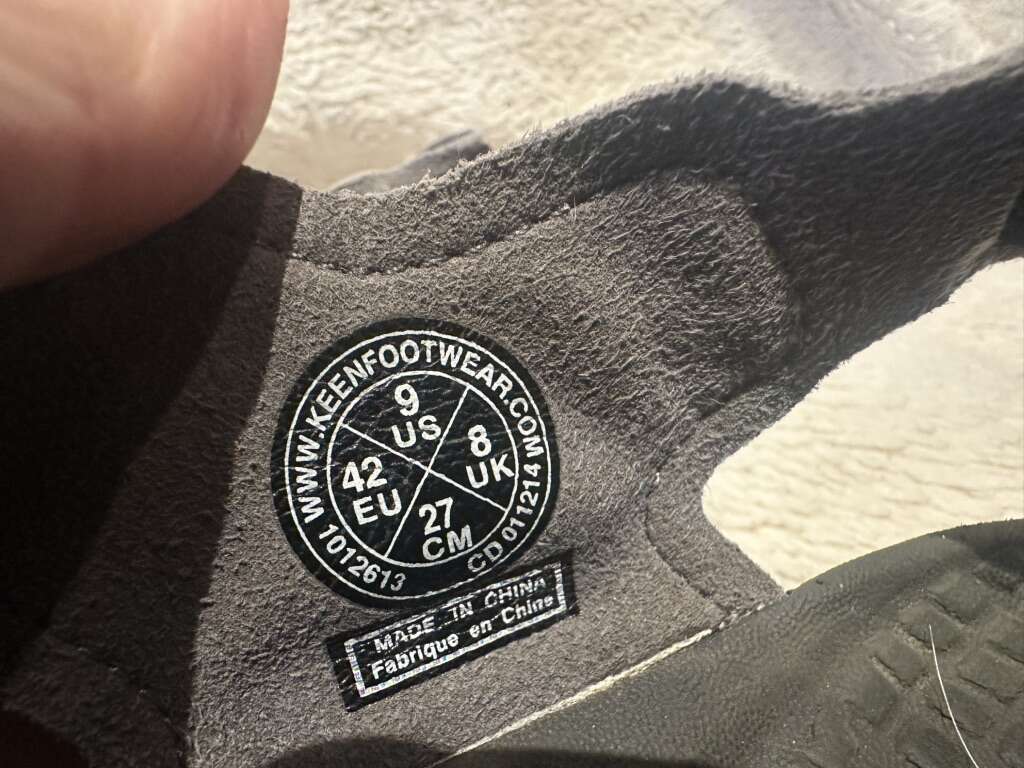 WWW.KEENFOOTWEAR.COM
9
US
42
EU
8
UK
27
CM
1012613
CD 011214
MADE IN CHINA
Fabrique en Chine